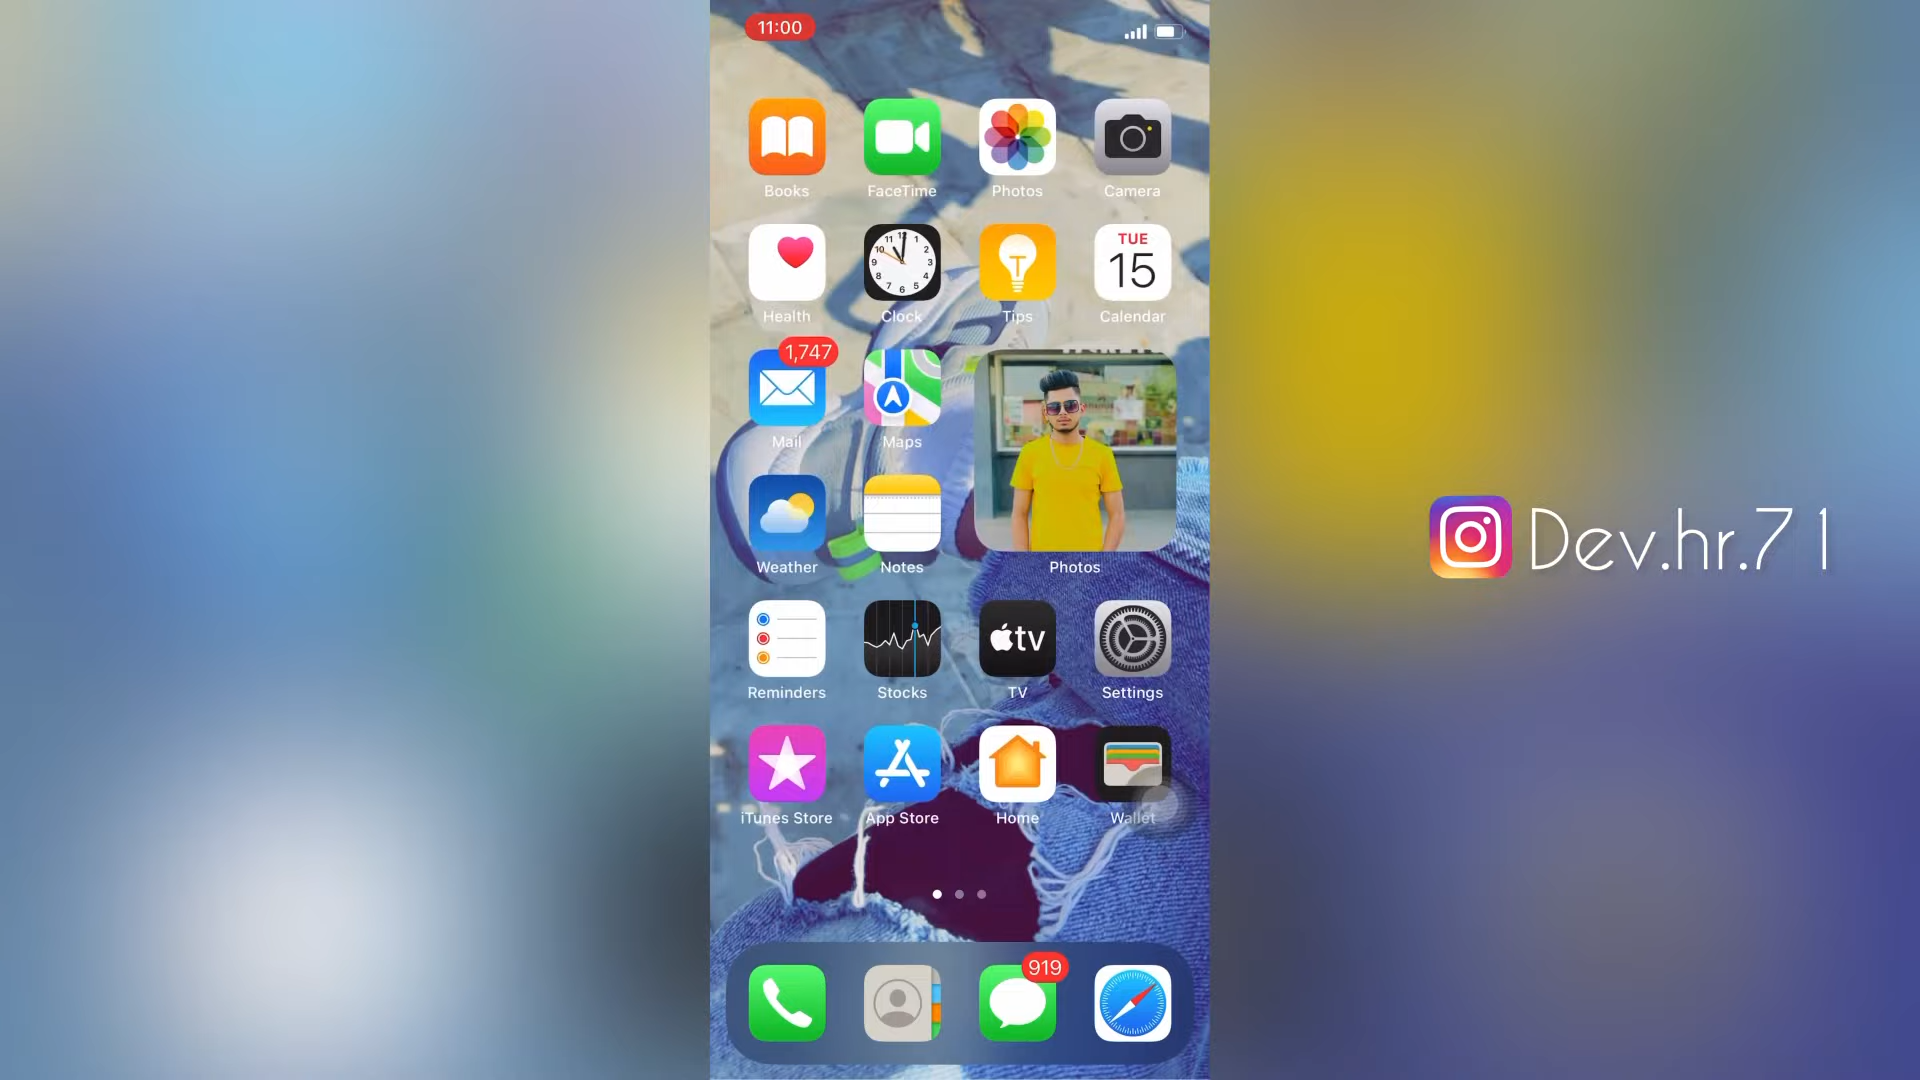 11:00
Books FaceTime Photos Camera
TUE
15
Health Clock Tips Calendar
1,747
Mail Maps
Weather Notes Photos
tv
Reminders Stocks TV Settings
iTunes Store App Store Home Wallet
919
Dev.hr.71